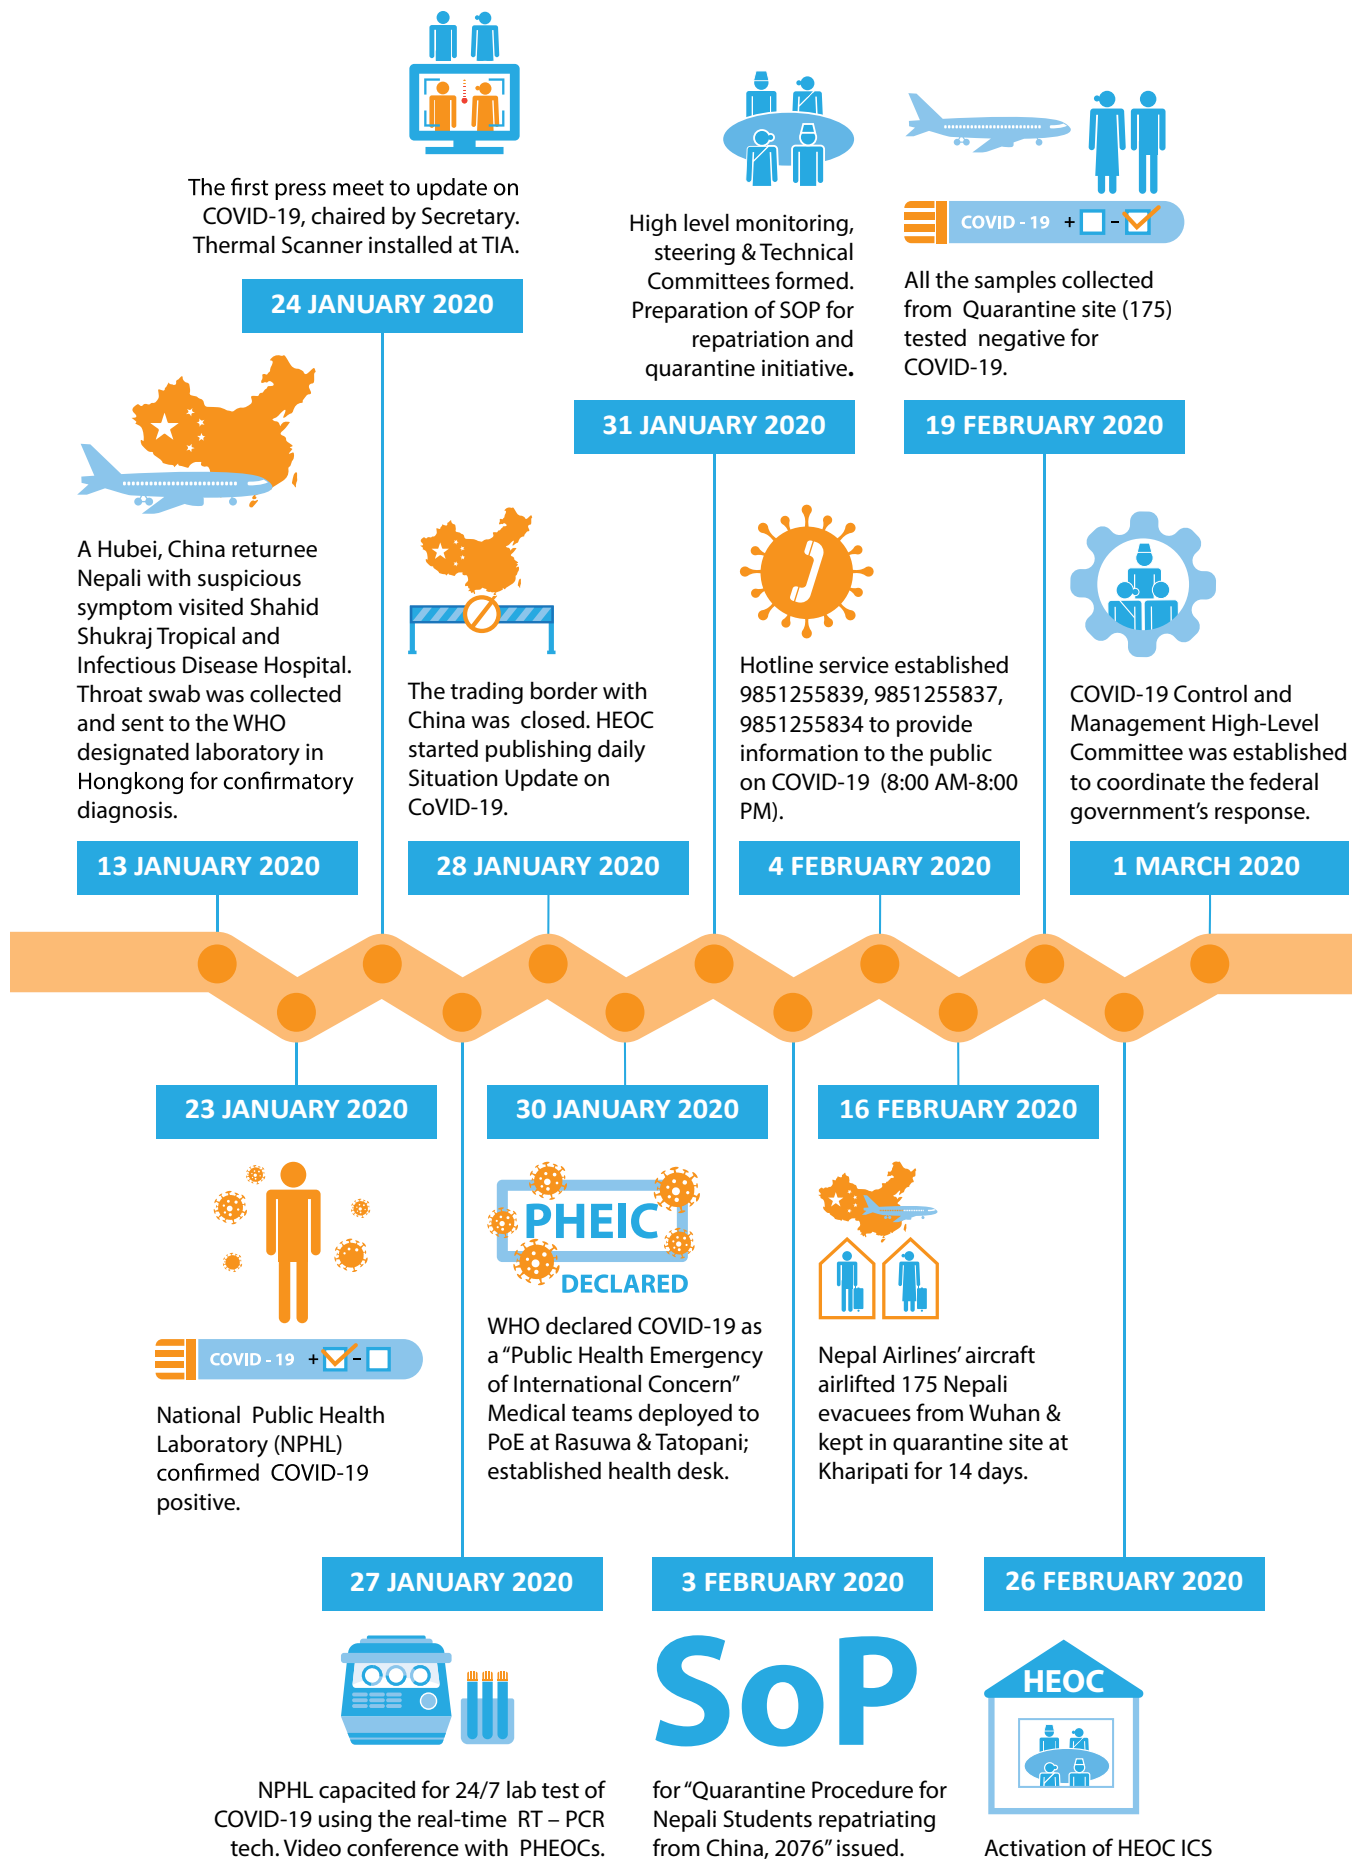 The first press meet to update on
COVID-19, chaired by Secretary.
Thermal Scanner installed at TIA.
24 JANUARY 2020
High level monitoring,
steering & Technical
Committees formed.
Preparation of SOP for
repatriation and
quarantine initiative.
31 JANUARY 2020
COVID - 19 + -
All the samples collected
from Quarantine site (175)
tested negative for
COVID-19.
19 FEBRUARY 2020
A Hubei, China returnee
Nepali with suspicious
symptom visited Shahid
Shukraj Tropical and
Infectious Disease Hospital.
Throat swab was collected
and sent to the WHO
designated laboratory in
Hongkong for confirmatory
diagnosis.
13 JANUARY 2020
The trading border with
China was closed. HEOC
started publishing daily
Situation Update on
CoVID-19.
28 JANUARY 2020
Hotline service established
9851255839, 9851255837,
9851255834 to provide
information to the public
on COVID-19 (8:00 AM-8:00
PM).
4 FEBRUARY 2020
COVID-19 Control and
Management High-Level
Committee was established
to coordinate the federal
government's response.
1 MARCH 2020
23 JANUARY 2020
COVID - 19 + -
National Public Health
Laboratory (NPHL)
confirmed COVID-19
positive.
30 JANUARY 2020
PHEIC
DECLARED
WHO declared COVID-19 as
a "Public Health Emergency
of International Concern"
Medical teams deployed to
PoE at Rasuwa & Tatopani;
established health desk.
16 FEBRUARY 2020
Nepal Airlines' aircraft
airlifted 175 Nepali
evacuees from Wuhan &
kept in quarantine site at
Kharipati for 14 days.
27 JANUARY 2020
NPHL capacited for 24/7 lab test of
COVID-19 using the real-time RT – PCR
tech. Video conference with PHEOCs.
3 FEBRUARY 2020
SoP
for "Quarantine Procedure for
Nepali Students repatriating
from China, 2076" issued.
26 FEBRUARY 2020
HEOC
Activation of HEOC ICS